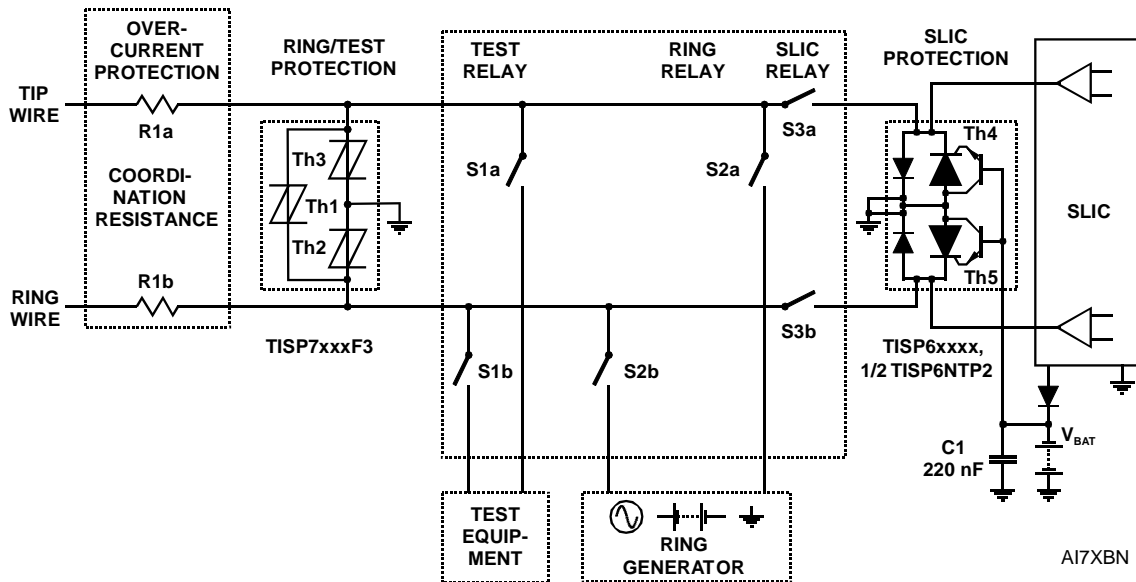 OVER-
CURRENT
PROTECTION
RING/TEST
PROTECTION
TEST
RELAY
RING
RELAY
SLIC
RELAY
SLIC
PROTECTION
TIP
WIRE
R1a
S3a
Th4
Th3
S1a
S2a
COORDI-
NATION
RESISTANCE
Th1
SLIC
Th2
Th5
R1b
RING
WIRE
S3b
TISP7xxxF3
TISP6xxxx,
1/2 TISP6NTP2
S1b
S2b
C1
220 nF
VBAT
TEST
EQUIP-
MENT
RING
GENERATOR
AI7XBN